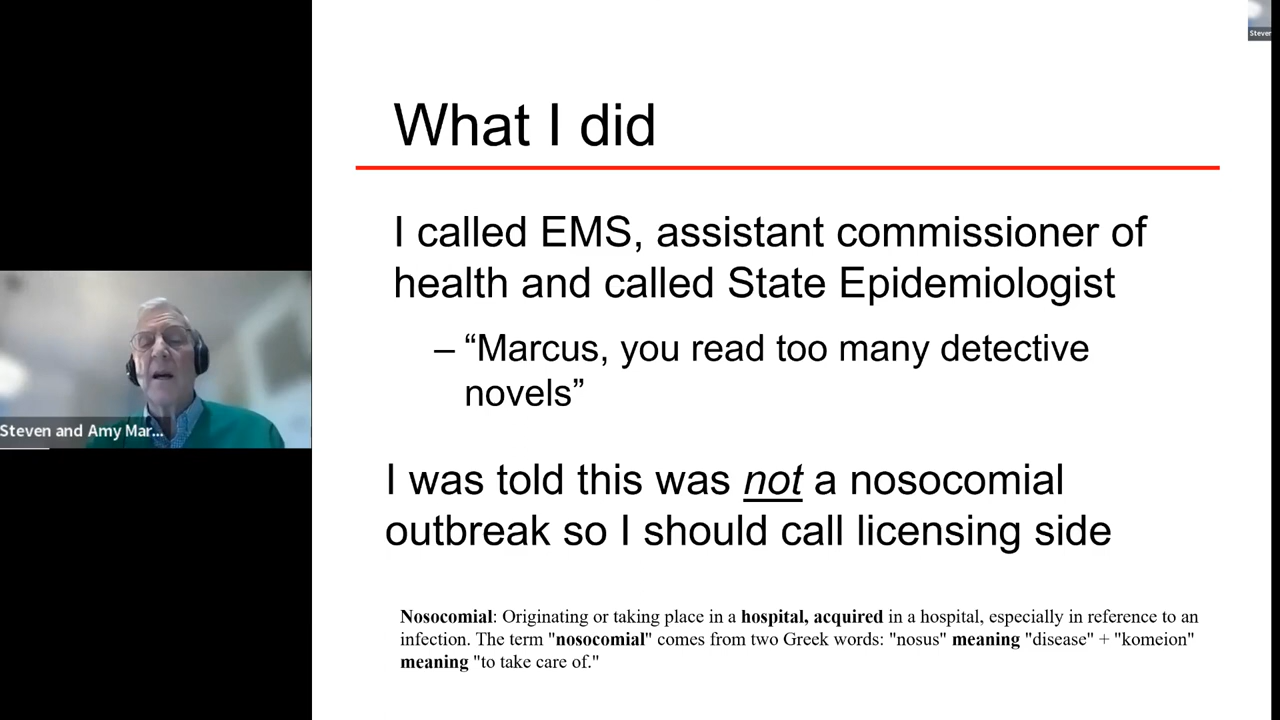 Steven
What I did
I called EMS, assistant commissioner of
health and called State Epidemiologist
– “Marcus, you read too many detective
novels”
Steven and Amy Mar...
I was told this was not a nosocomial
outbreak so I should call licensing side
Nosocomial: Originating or taking place in a hospital, acquired in a hospital, especially in reference to an
infection. The term "nosocomial" comes from two Greek words: "nosus" meaning "disease" + "komeion"
meaning "to take care of."